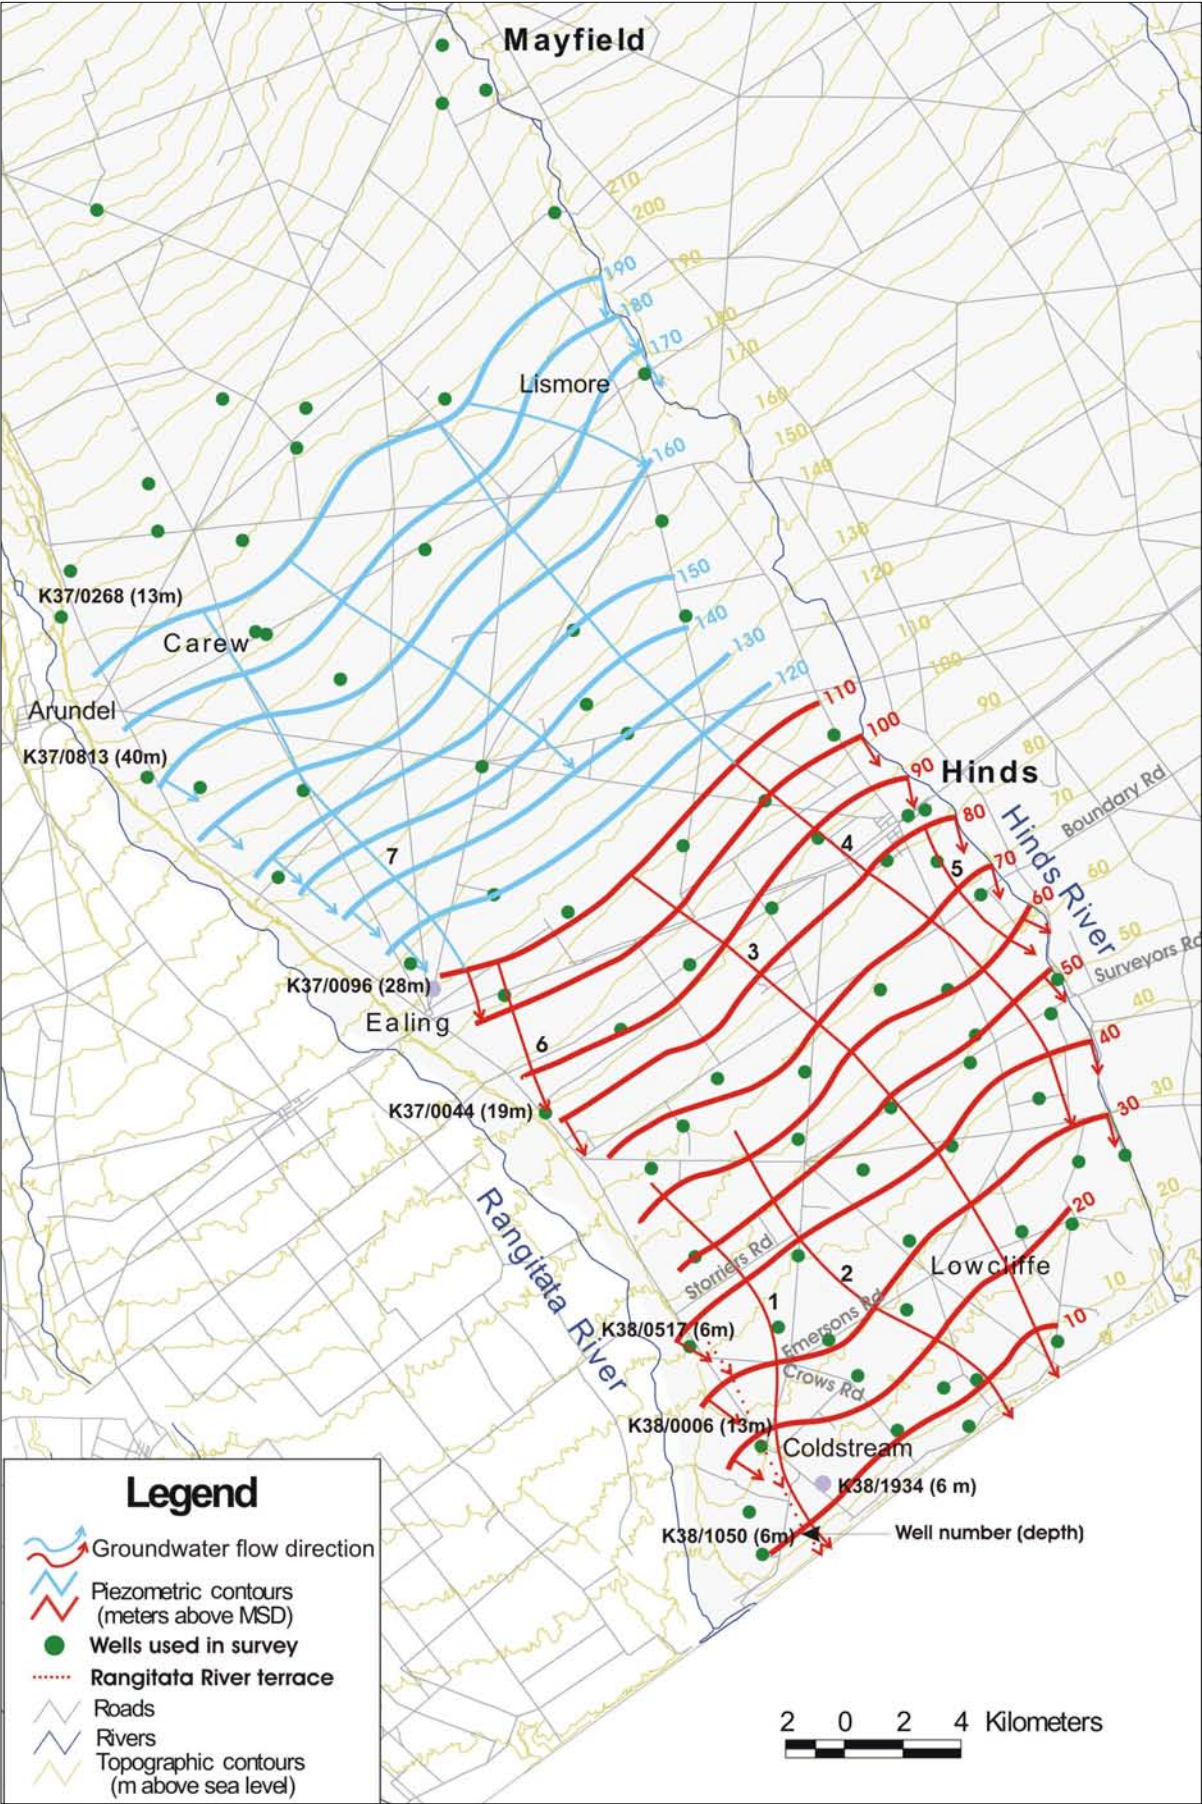 Mayfield
210
200
190
190
180
180
170
170
Lismore
160
150
160
140
130
120
150
K37/0268 (13m)
Carew
140
110
130
100
120
110
90
Arundel
100
80
K37/0813 (40m)
90
Hinds
70
Boundary Rd
80
4
Hinds River
7
5
70
60
60
3
50
Surveyors Rd
50
K37/0096 (28m)
40
Ealing
6
40
30
K37/0044 (19m)
30
20
20
Rangitata River
Storriers Rd
Lowcliffe
2
10
1
Emersons Rd
10
0
K38/0517 (6m)
Crows Rd
K38/0006 (13m)
Coldstream
K38/1934 (6 m)
K38/1050 (6m)
Well number (depth)
Legend
Groundwater flow direction
Piezometric contours
(meters above MSD)
Wells used in survey
Rangitata River terrace
Roads
Rivers
Topographic contours
(m above sea level)
2 0 2 4 Kilometers